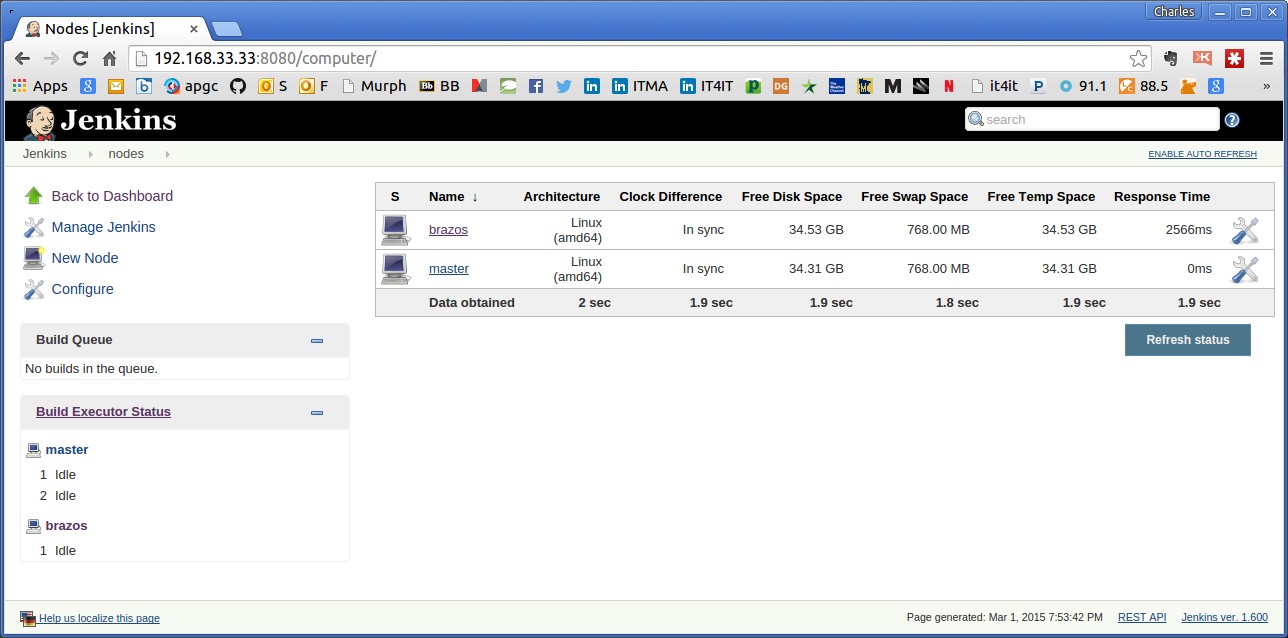 Charles
Nodes [Jenkins]
192.168.33.33:8080/computer/
Apps apgc S F Murph Bb BB ITMA IT4IT DG M N it4it P 91.1 88.5 »
Jenkins
search
Jenkins nodes
ENABLE AUTO REFRESH
Back to Dashboard
Manage Jenkins
New Node
Configure
S Name ↓ Architecture Clock Difference Free Disk Space Free Swap Space Free Temp Space Response Time
brazos Linux (amd64) In sync 34.53 GB 768.00 MB 34.53 GB 2566ms
master Linux (amd64) In sync 34.31 GB 768.00 MB 34.31 GB 0ms
Data obtained 2 sec 1.9 sec 1.9 sec 1.8 sec 1.9 sec 1.9 sec
Refresh status
Build Queue
No builds in the queue.
Build Executor Status
master
1 Idle
2 Idle
brazos
1 Idle
Help us localize this page
Page generated: Mar 1, 2015 7:53:42 PM REST API Jenkins ver. 1.600